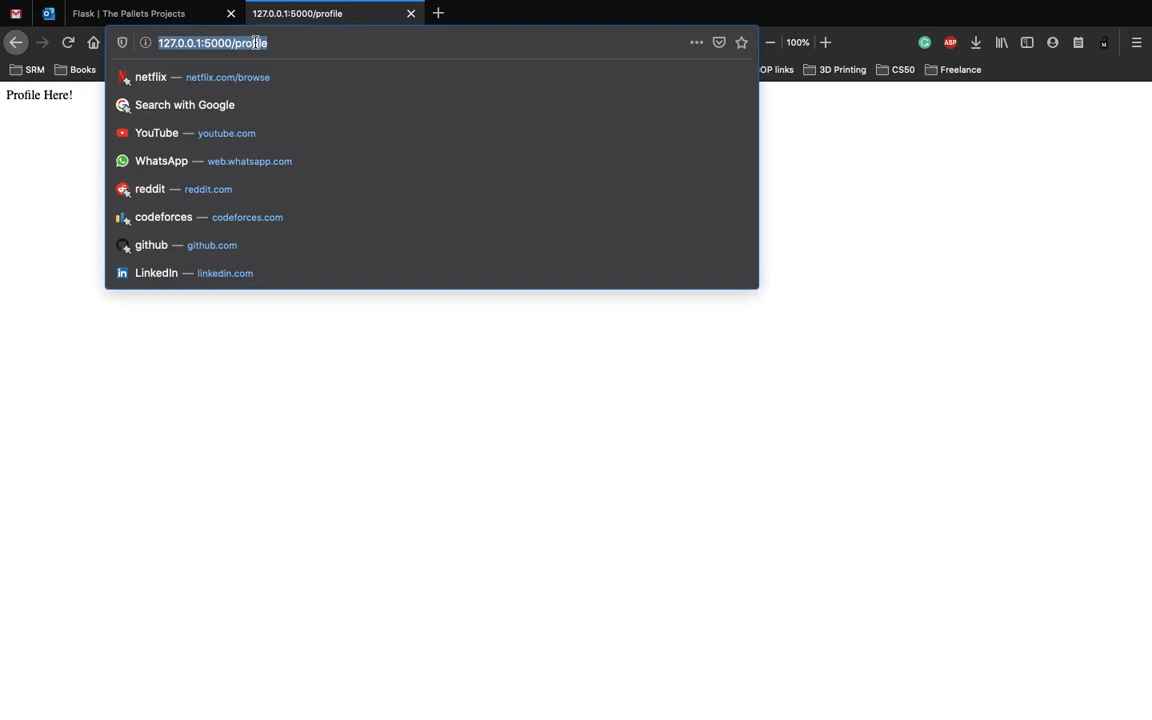 Flask | The Pallets Projects
127.0.0.1:5000/profile
127.0.0.1:5000/profile
100%
ABP
SRM
Books
OP links
3D Printing
CS50
Freelance
Profile Here!
netflix — netflix.com/browse
Search with Google
YouTube — youtube.com
WhatsApp — web.whatsapp.com
reddit — reddit.com
codeforces — codeforces.com
github — github.com
LinkedIn — linkedin.com